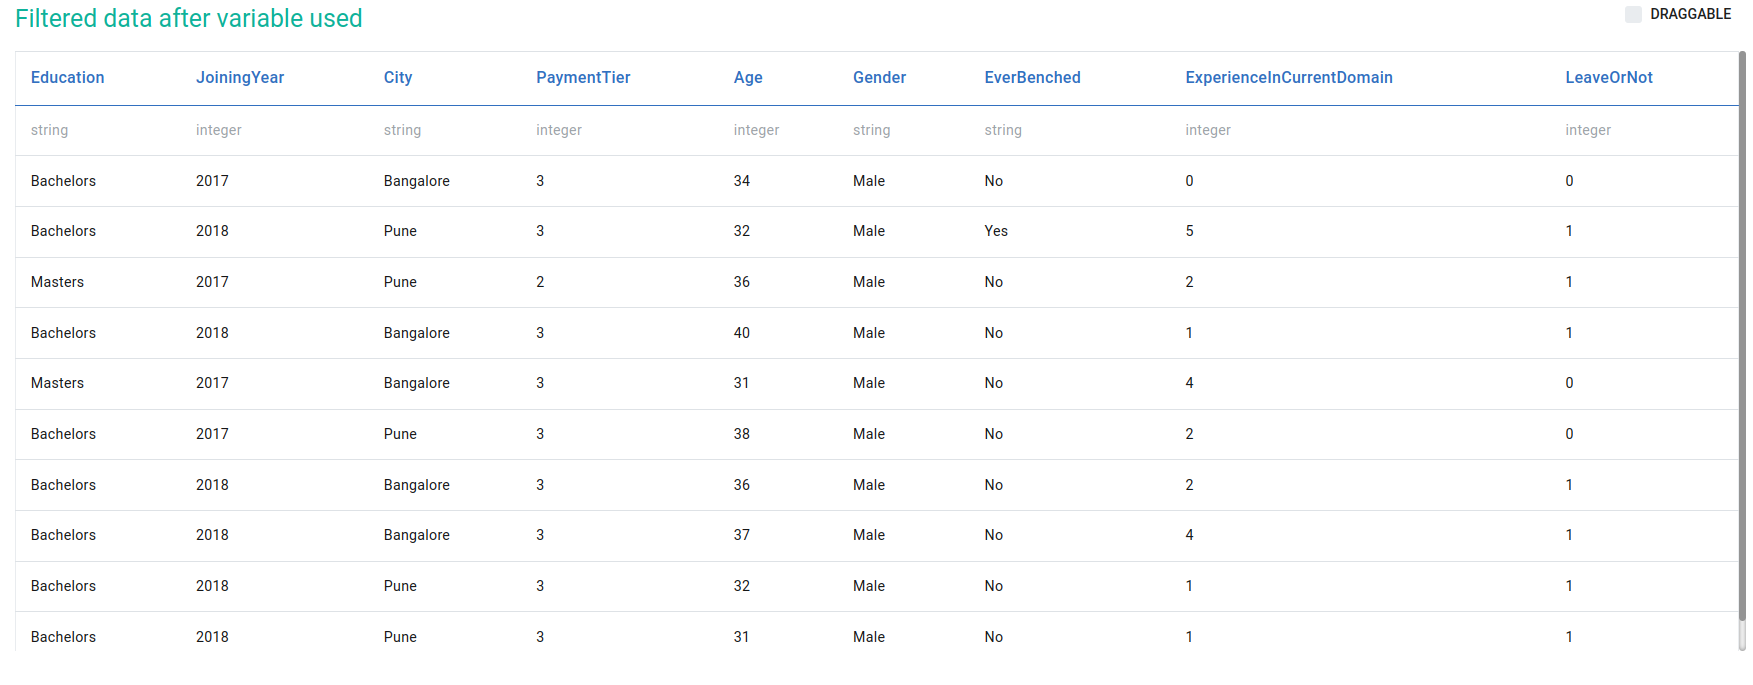 Filtered data after variable used
DRAGGABLE
Education JoiningYear City PaymentTier Age Gender EverBenched ExperienceInCurrentDomain LeaveOrNot
string integer string integer integer string string integer integer
Bachelors 2017 Bangalore 3 34 Male No 0 0
Bachelors 2018 Pune 3 32 Male Yes 5 1
Masters 2017 Pune 2 36 Male No 2 1
Bachelors 2018 Bangalore 3 40 Male No 1 1
Masters 2017 Bangalore 3 31 Male No 4 0
Bachelors 2017 Pune 3 38 Male No 2 0
Bachelors 2018 Bangalore 3 36 Male No 2 1
Bachelors 2018 Bangalore 3 37 Male No 4 1
Bachelors 2018 Pune 3 32 Male No 1 1
Bachelors 2018 Pune 3 31 Male No 1 1